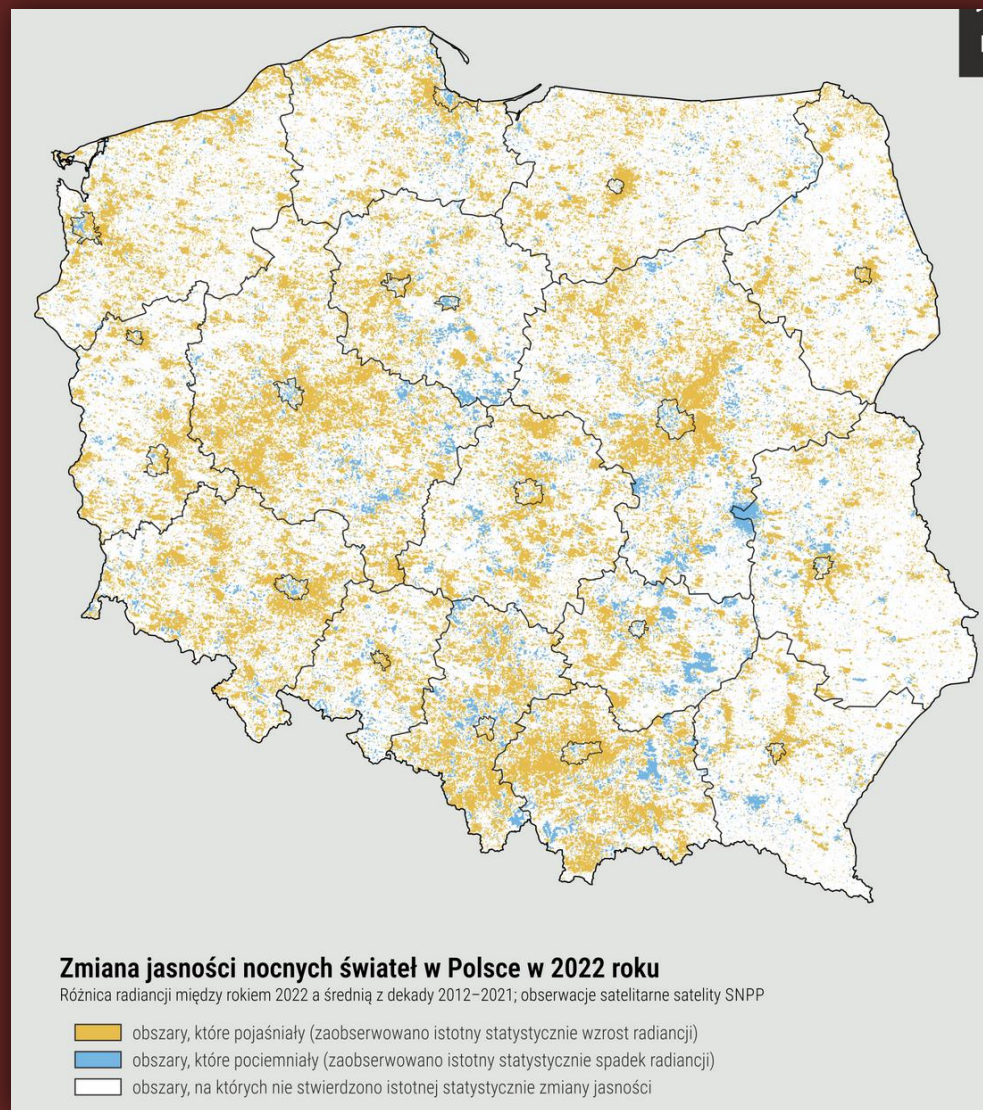 Zmiana jasności nocnych świateł w Polsce w 2022 roku
Różnica radiancji między rokiem 2022 a średnią z dekady 2012–2021; obserwacje satelitarne satelity SNPP
obszary, które pojaśniały (zaobserwowano istotny statystycznie wzrost radiancji)
obszary, które pociemniały (zaobserwowano istotny statystycznie spadek radiancji)
obszary, na których nie stwierdzono istotnej statystycznie zmiany jasności